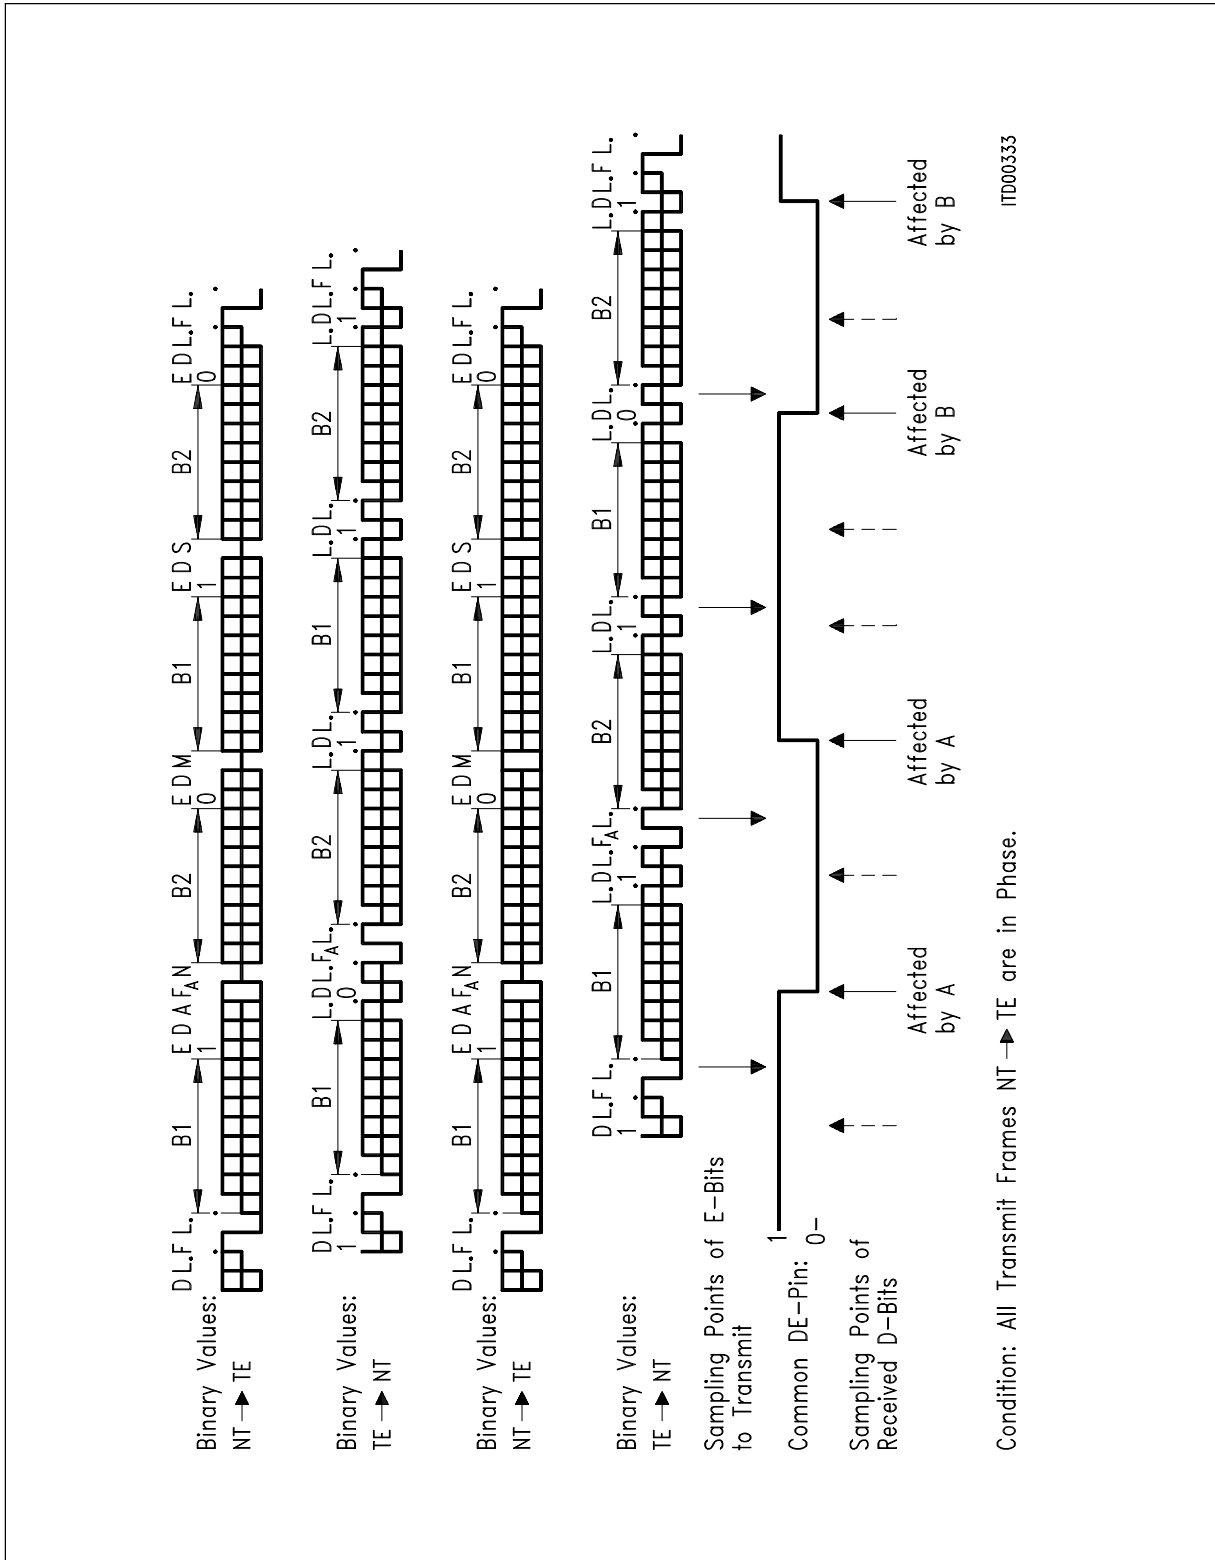 Binary Values:
NT → TE
D L. F L.
B1
E D A F_A N
1
B2
E D M
0
B1
E D S
1
B2
E D L. F L.
0
Binary Values:
TE → NT
D L. F L.
1
B1
L. D L. F_A L.
0
B2
L. D L.
1
B1
L. D L.
1
B2
L. D L. F L.
1
Binary Values:
NT → TE
D L. F L.
B1
E D A F_A N
1
B2
E D M
0
B1
E D S
1
B2
E D L. F L.
0
Binary Values:
TE → NT
D L. F L.
1
B1
L. D L. F_A L.
1
B2
L. D L.
1
B1
L. D L.
0
B2
L. D L. F L.
1
Sampling Points of E-Bits
to Transmit
Common DE-Pin:
1
0-
Sampling Points of
Received D-Bits
Affected
by A
Affected
by A
Affected
by B
Affected
by B
Condition: All Transmit Frames NT → TE are in Phase.
ITD00333